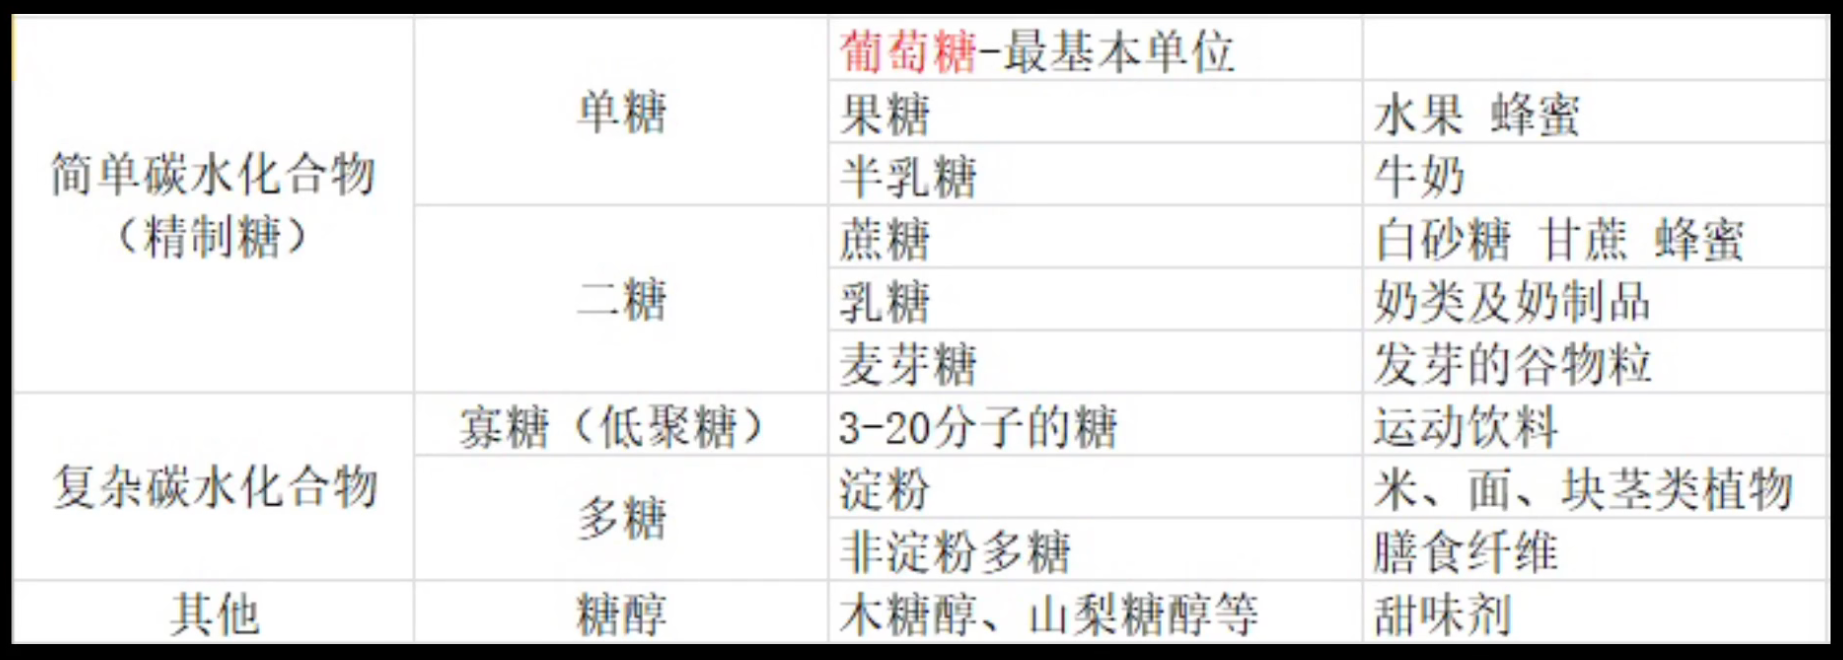 简单碳水化合物
（精制糖）
单糖
葡萄糖-最基本单位
果糖
水果 蜂蜜
半乳糖
牛奶
二糖
蔗糖
白砂糖 甘蔗 蜂蜜
乳糖
奶类及奶制品
麦芽糖
发芽的谷物粒
复杂碳水化合物
寡糖（低聚糖）
3-20分子的糖
运动饮料
多糖
淀粉
米、面、块茎类植物
非淀粉多糖
膳食纤维
其他
糖醇
木糖醇、山梨糖醇等
甜味剂